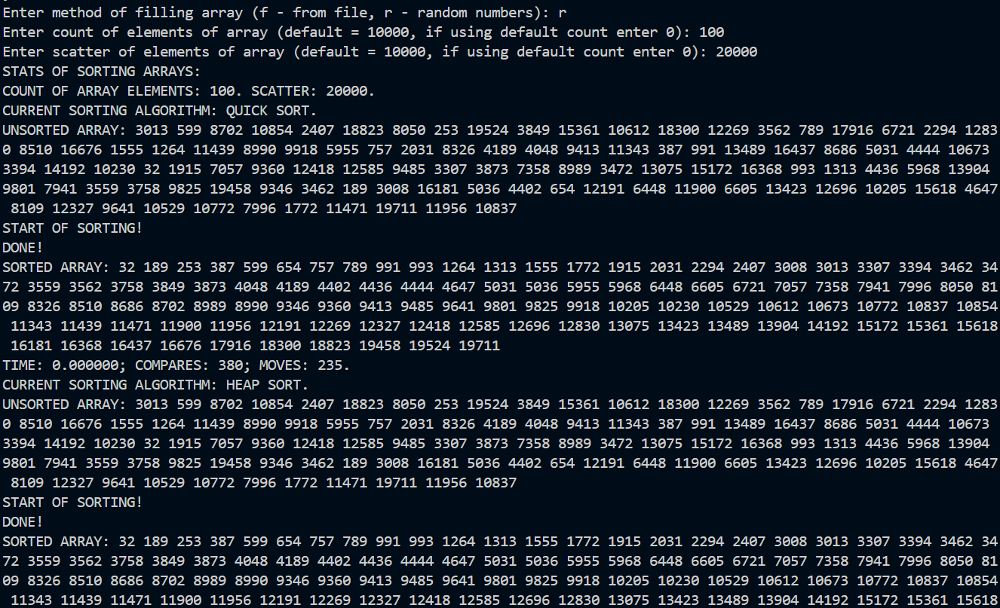 Enter method of filling array (f - from file, r - random numbers): r
Enter count of elements of array (default = 10000, if using default count enter 0): 100
Enter scatter of elements of array (default = 10000, if using default count enter 0): 20000
STATS OF SORTING ARRAYS:
COUNT OF ARRAY ELEMENTS: 100. SCATTER: 20000.
CURRENT SORTING ALGORITHM: QUICK SORT.
UNSORTED ARRAY: 3013 599 8702 10854 2407 18823 8050 253 19524 3849 15361 10612 18300 12269 3562 789 17916 6721 2294 1283
0 8510 16676 1555 1264 11439 8990 9918 5955 757 2031 8326 4189 4048 9413 11343 387 991 13489 16437 8686 5031 4444 10673
3394 14192 10230 32 1915 7057 9360 12418 12585 9485 3307 3873 7358 8989 3472 13075 15172 16368 993 1313 4436 5968 13904
9801 7941 3559 3758 9825 19458 9346 3462 189 3008 16181 5036 4402 654 12191 6448 11900 6605 13423 12696 10205 15618 4647
8109 12327 9641 10529 10772 7996 1772 11471 19711 11956 10837
START OF SORTING!
DONE!
SORTED ARRAY: 32 189 253 387 599 654 757 789 991 993 1264 1313 1555 1772 1915 2031 2294 2407 3008 3013 3307 3394 3462 34
72 3559 3562 3758 3849 3873 4048 4189 4402 4436 4444 4647 5031 5036 5955 5968 6448 6605 6721 7057 7358 7941 7996 8050 81
09 8326 8510 8686 8702 8989 8990 9346 9360 9413 9485 9641 9801 9825 9918 10205 10230 10529 10612 10673 10772 10837 10854
11343 11439 11471 11900 11956 12191 12269 12327 12418 12585 12696 12830 13075 13423 13489 13904 14192 15172 15361 15618
16181 16368 16437 16676 17916 18300 18823 19458 19524 19711
TIME: 0.000000; COMPARES: 380; MOVES: 235.
CURRENT SORTING ALGORITHM: HEAP SORT.
UNSORTED ARRAY: 3013 599 8702 10854 2407 18823 8050 253 19524 3849 15361 10612 18300 12269 3562 789 17916 6721 2294 1283
0 8510 16676 1555 1264 11439 8990 9918 5955 757 2031 8326 4189 4048 9413 11343 387 991 13489 16437 8686 5031 4444 10673
3394 14192 10230 32 1915 7057 9360 12418 12585 9485 3307 3873 7358 8989 3472 13075 15172 16368 993 1313 4436 5968 13904
9801 7941 3559 3758 9825 19458 9346 3462 189 3008 16181 5036 4402 654 12191 6448 11900 6605 13423 12696 10205 15618 4647
8109 12327 9641 10529 10772 7996 1772 11471 19711 11956 10837
START OF SORTING!
DONE!
SORTED ARRAY: 32 189 253 387 599 654 757 789 991 993 1264 1313 1555 1772 1915 2031 2294 2407 3008 3013 3307 3394 3462 34
72 3559 3562 3758 3849 3873 4048 4189 4402 4436 4444 4647 5031 5036 5955 5968 6448 6605 6721 7057 7358 7941 7996 8050 81
09 8326 8510 8686 8702 8989 8990 9346 9360 9413 9485 9641 9801 9825 9918 10205 10230 10529 10612 10673 10772 10837 10854
11343 11439 11471 11900 11956 12191 12269 12327 12418 12585 12696 12830 13075 13423 13489 13904 14192 15172 15361 15618